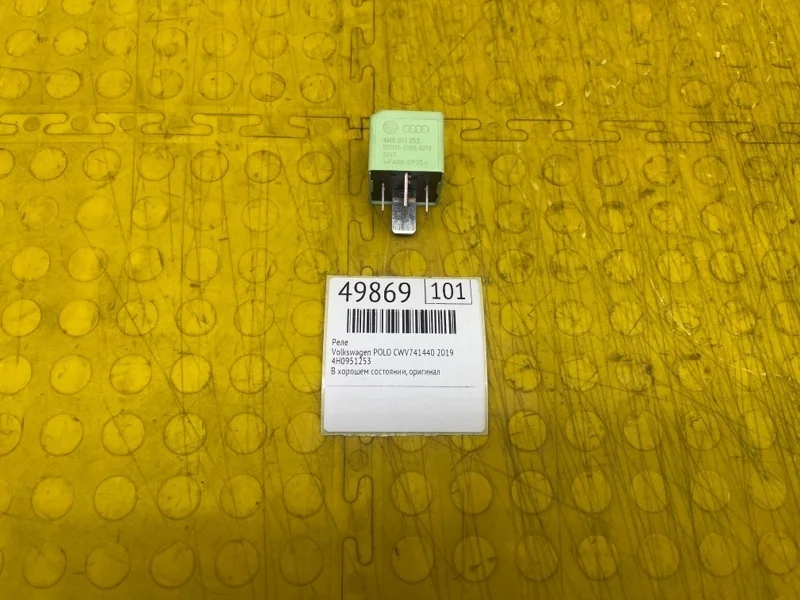 4H0 951 253
49869 101
Реле
Volkswagen POLO CWV741440 2019
4H0951253
В хорошем состоянии, оригинал